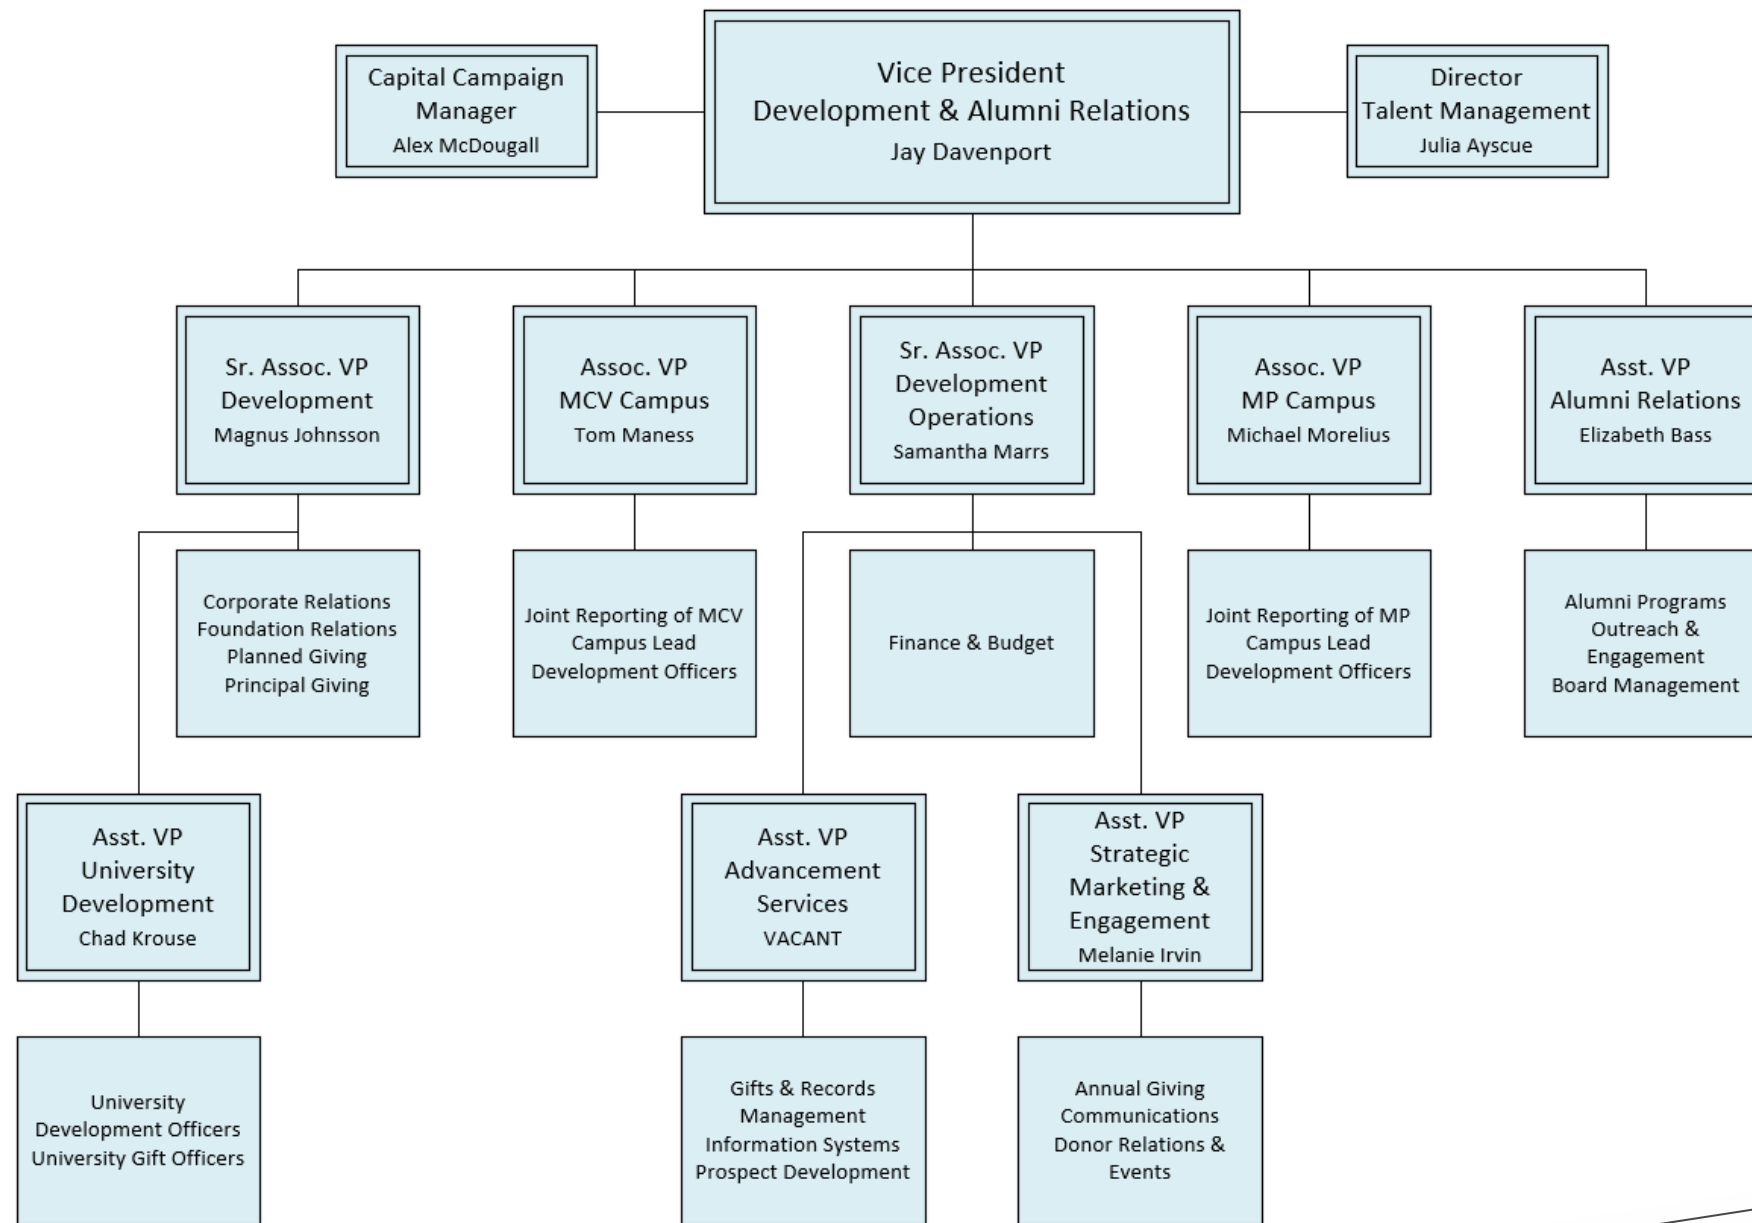 Capital Campaign
Manager
Alex McDougall
Vice President
Development & Alumni Relations
Jay Davenport
Director
Talent Management
Julia Ayscue
Sr. Assoc. VP
Development
Magnus Johnsson
Assoc. VP
MCV Campus
Tom Maness
Sr. Assoc. VP
Development
Operations
Samantha Marrs
Assoc. VP
MP Campus
Michael Morelius
Asst. VP
Alumni Relations
Elizabeth Bass
Corporate Relations
Foundation Relations
Planned Giving
Principal Giving
Joint Reporting of MCV
Campus Lead
Development Officers
Finance & Budget
Joint Reporting of MP
Campus Lead
Development Officers
Alumni Programs
Outreach &
Engagement
Board Management
Asst. VP
University
Development
Chad Krouse
Asst. VP
Advancement
Services
VACANT
Asst. VP
Strategic
Marketing &
Engagement
Melanie Irvin
University
Development Officers
University Gift Officers
Gifts & Records
Management
Information Systems
Prospect Development
Annual Giving
Communications
Donor Relations &
Events